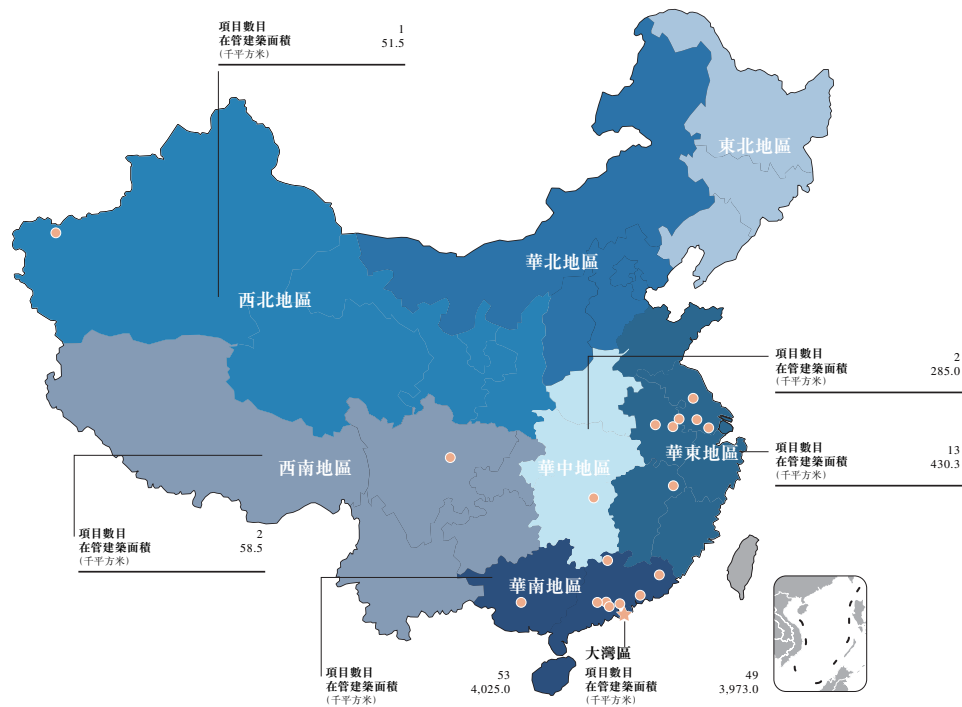 項目數目 1
在管建築面積 51.5
(千平方米)
東北地區
華北地區
西北地區
項目數目 2
在管建築面積 285.0
(千平方米)
華東地區
項目數目 13
在管建築面積 430.3
(千平方米)
西南地區
華中地區
項目數目 2
在管建築面積 58.5
(千平方米)
華南地區
大灣區
項目數目 53
在管建築面積 4,025.0
(千平方米)
項目數目 49
在管建築面積 3,973.0
(千平方米)